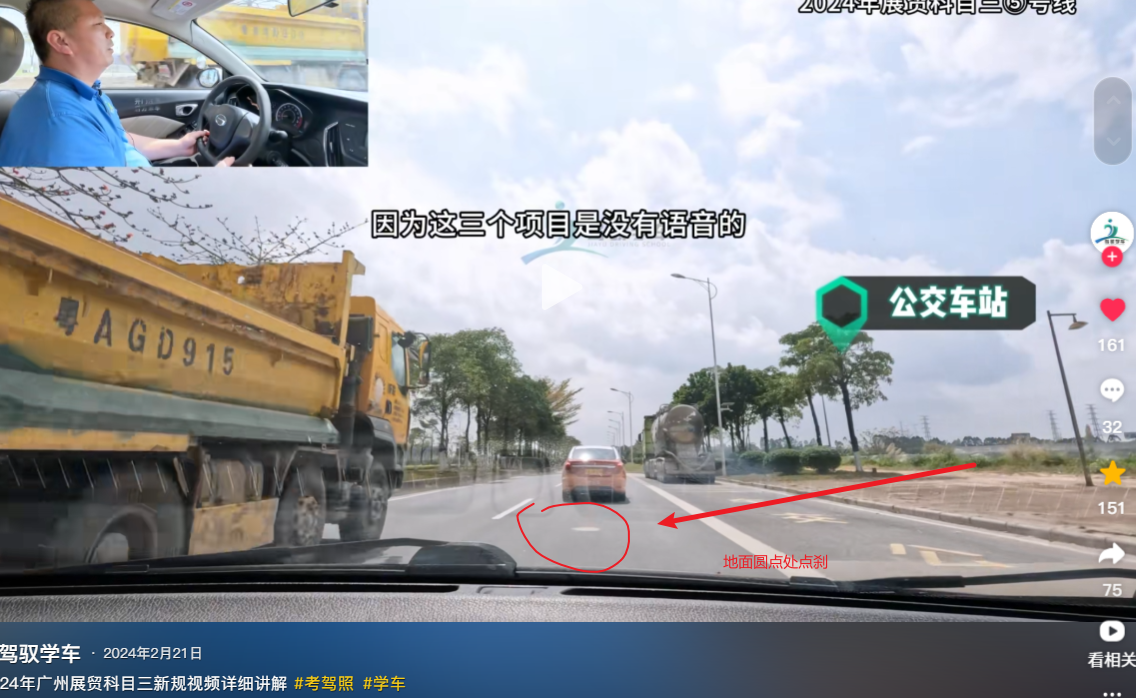 2024年展贸科目三⑤号线
因为这三个项目是没有语音的
粤AGD915
公交车站
161
32
151
地面圆点处点刹
75
看相关
驾驭学车 · 2024年2月21日
24年广州展贸科目三新规视频详细讲解 #考驾照 #学车